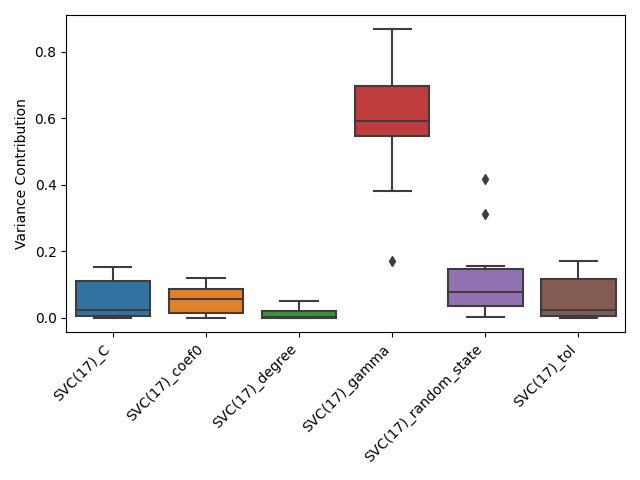 Variance Contribution
0.8
0.6
0.4
0.2
0.0
SVC(17)_C
SVC(17)_coef0
SVC(17)_degree
SVC(17)_gamma
SVC(17)_random_state
SVC(17)_tol